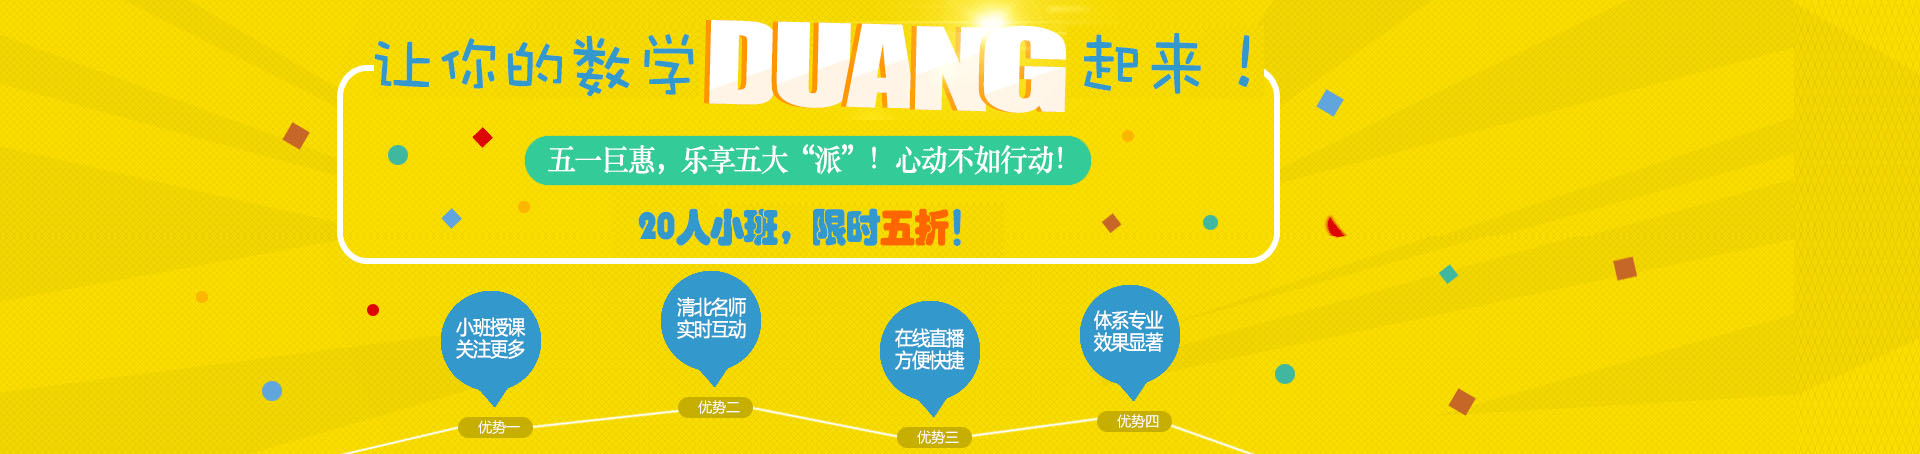 让你的数学DUANG起来！
五一巨惠，乐享五大“派”！心动不如行动！
20人小班，限时五折！
小班授课
关注更多
优势一
清北名师
实时互动
优势二
在线直播
方便快捷
优势三
体系专业
效果显著
优势四